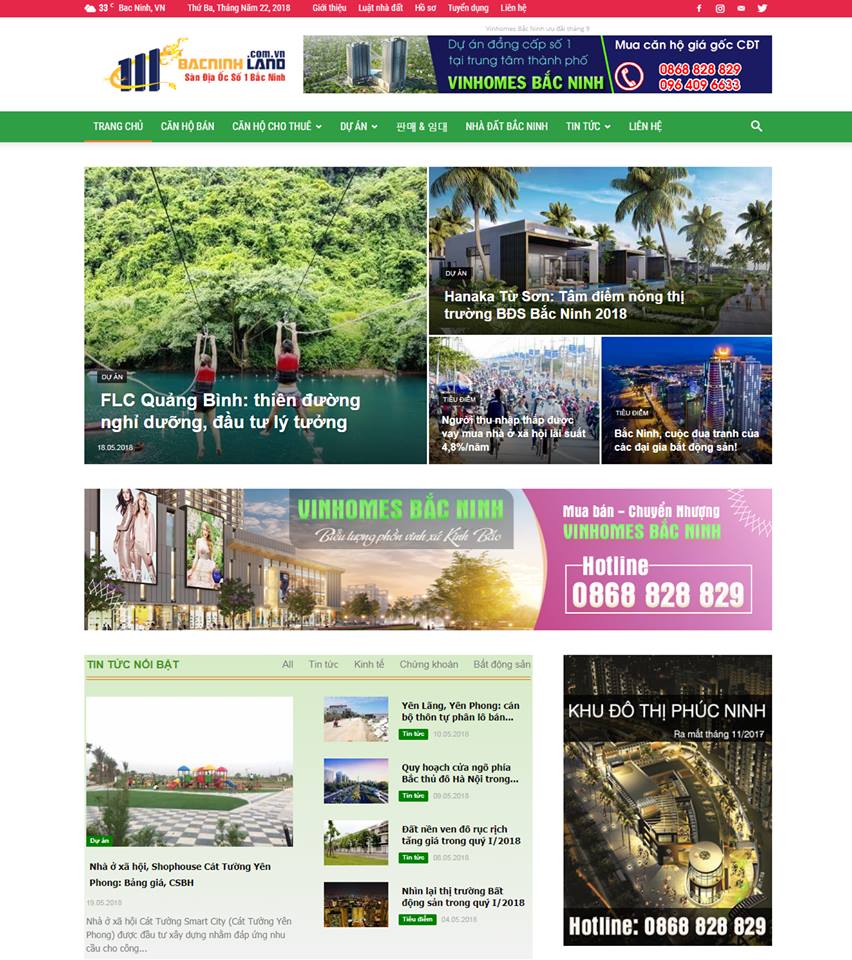 33 C Bac Ninh, VN Thứ Ba, Tháng Năm 22, 2018 Giới thiệu Luật nhà đất Hồ sơ Tuyển dụng Liên hệ
Vinhomes Bắc Ninh ưu đãi tháng 9
BACNINH LAND .com.vn
Sàn Địa Ốc Số 1 Bắc Ninh
Dự án đẳng cấp số 1
tại trung tâm thành phố
VINHOMES BẮC NINH
Mua căn hộ giá gốc CĐT
0868 828 829
096 409 6633
TRANG CHỦ CĂN HỘ BÁN CĂN HỘ CHO THUÊ DỰ ÁN 판매 & 임대 NHÀ ĐẤT BẮC NINH TIN TỨC LIÊN HỆ
DỰ ÁN
FLC Quảng Bình: thiên đường
nghỉ dưỡng, đầu tư lý tưởng
18.05.2018
DỰ ÁN
Hanaka Từ Sơn: Tâm điểm nóng thị
trường BĐS Bắc Ninh 2018
TIÊU ĐIỂM
Người thu nhập thấp được
vay mua nhà ở xã hội lãi suất
4,8%/năm
TIÊU ĐIỂM
Bắc Ninh, cuộc đua tranh của
các đại gia bất động sản!
VINHOMES BẮC NINH
Biểu tượng phồn vinh xứ Kinh Bắc
Mua bán – Chuyển Nhượng
VINHOMES BẮC NINH
Hotline
0868 828 829
TIN TỨC NỔI BẬT All Tin tức Kinh tế Chứng khoán Bất động sản
Dự án
Nhà ở xã hội, Shophouse Cát Tường Yên
Phong: Bảng giá, CSBH
19.05.2018
Nhà ở xã hội Cát Tường Smart City (Cát Tường Yên
Phong) được đầu tư xây dựng nhằm đáp ứng nhu
cầu cho công...
Yên Lãng, Yên Phong: cán
bộ thôn tự phân lô bán...
Tin tức 10.05.2018
Quy hoạch cửa ngõ phía
Bắc thủ đô Hà Nội trong...
Tin tức 09.05.2018
Đất nền ven đô rục rịch
tăng giá trong quý I/2018
Tin tức 08.05.2018
Nhìn lại thị trường Bất
động sản trong quý I/2018
Tiêu điểm 04.05.2018
KHU ĐÔ THỊ PHÚC NINH
Ra mắt tháng 11/2017
Hotline: 0868 828 829